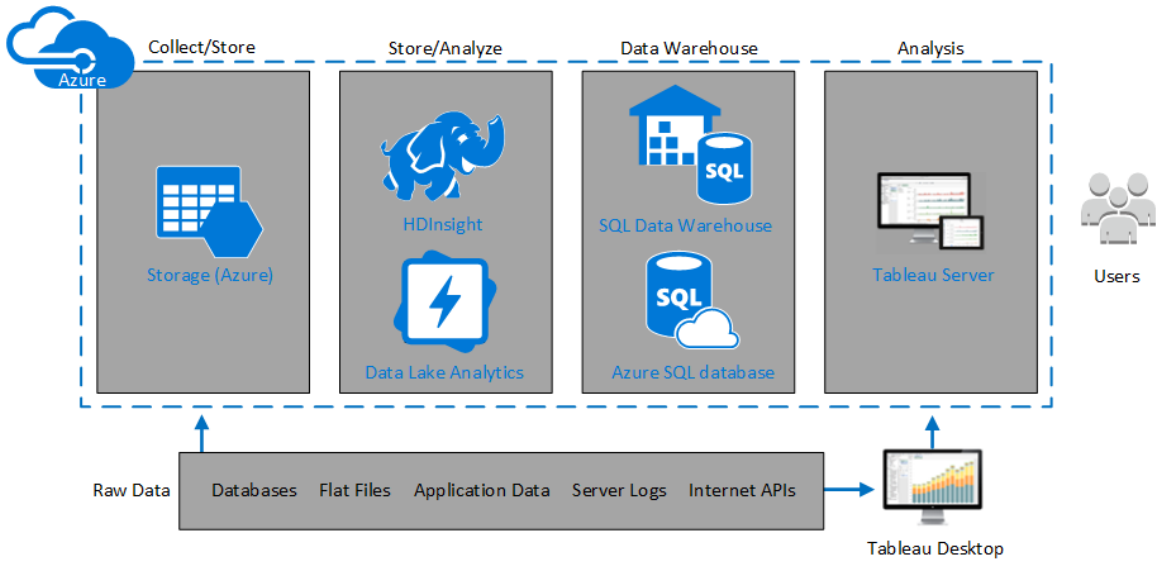 Collect/Store
Store/Analyze
Data Warehouse
Analysis
Azure
Storage (Azure)
HDInsight
Data Lake Analytics
SQL
SQL Data Warehouse
SQL
Azure SQL database
Tableau Server
Users
Raw Data
Databases
Flat Files
Application Data
Server Logs
Internet APIs
Tableau Desktop